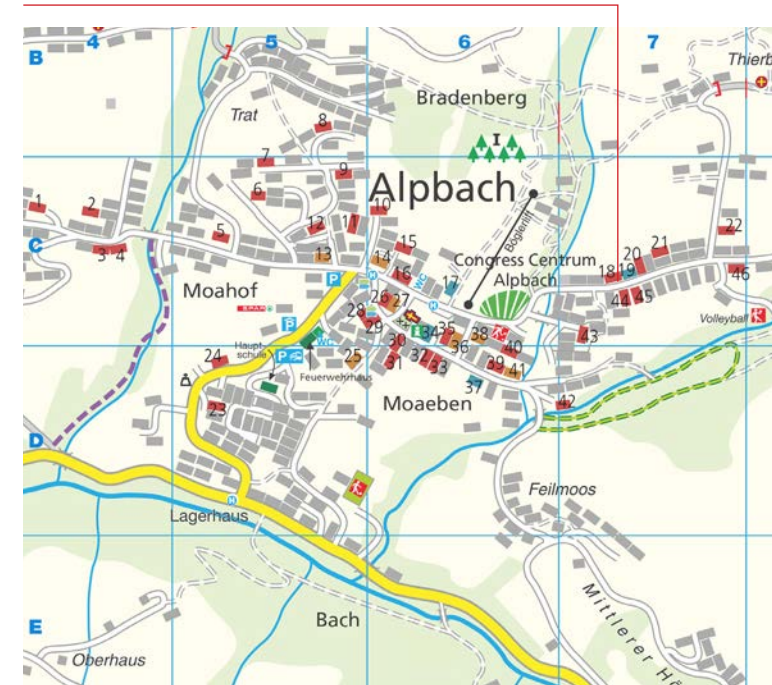 4
5
6
7
B
Thierb
Bradenberg
Trat
8
I
7
9
6
Alpbach
10
1
2
11
12
5
22
C
3 4
13
14
15
Böglerlift
21
20
19
18
16
WC
17
Congress Centrum
Alpbach
46
P
H
Moahof
26
27
H
44 45
SPAR
28
29
Volleyball
P
i
34 35
38
43
Haupt-
schule
WC
30
36
40
24
P
25
32
33
39
Feuerwehrhaus
31
41
37
42
23
Moaeben
D
Feilmoos
H
Lagerhaus
Bach
Mittlerer Hö
E
Oberhaus